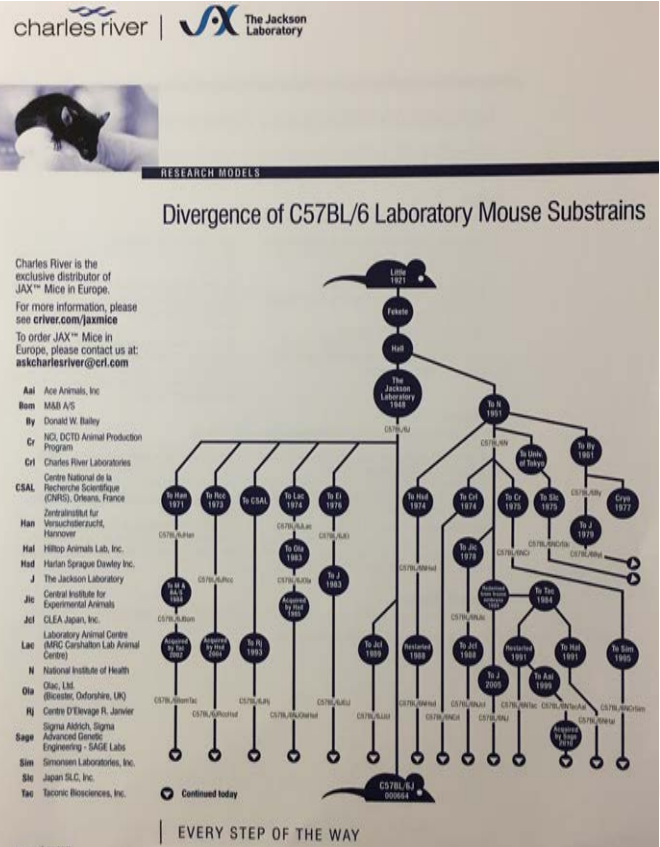 charles river
The Jackson
Laboratory
RESEARCH MODELS
Divergence of C57BL/6 Laboratory Mouse Substrains
Charles River is the
exclusive distributor of
JAX™ Mice in Europe.
For more information, please
see criver.com/jaxmice
To order JAX™ Mice in
Europe, please contact us at:
askcharlesriver@crl.com
Aai Ace Animals, Inc
Bom M&B A/S
By Donald W. Bailey
Cr NCI, DCTD Animal Production
Program
Crl Charles River Laboratories
CSAL Centre National de la
Recherche Scientifique
(CNRS), Orleans, France
Han Zentralinstitut fur
Versuchstierzucht,
Hannover
Hal Hilltop Animals Lab, Inc.
Hsd Harlan Sprague Dawley Inc.
J The Jackson Laboratory
Jic Central Institute for
Experimental Animals
Jcl CLEA Japan, Inc.
Lac Laboratory Animal Centre
(MRC Carshalton Lab Animal
Centre)
N National Institute of Health
Ola Olac, Ltd.
(Bicester, Oxforshire, UK)
Rj Centre D'Elevage R. Janvier
Sage Sigma Aldrich, Sigma
Advanced Genetic
Engineering - SAGE Labs
Sim Simonsen Laboratories, Inc.
Slc Japan SLC, Inc.
Tac Taconic Biosciences, Inc.
Little
1921
Fekete
Hall
The
Jackson
Laboratory
1948
C57BL/6J
To N
1951
C57BL/6N
To Univ.
of Tokyo
To By
1961
C57BL/6By
To Han
1971
To Rcc
1973
To CSAL
To Lac
1974
To Ei
1976
To Hsd
1974
To Crl
1974
To Cr
1975
To Slc
1975
Cryo
1977
To J
1979
C57BL/6JHan
C57BL/6JLac
C57BL/6JEi
C57BL/6NCrSlc
C57BL/6NCr
To Ola
1983
To J
1983
To Jic
1978
C57BL/6JRcc
C57BL/6JOla
C57BL/6NHsd
Acquired
by Hsd
1985
To Tac
1984
C57BL/6JBom
C57BL/6NJic
Acquired
by Tac
2002
Acquired
by Hsd
2004
To Rj
1993
To Jcl
1989
Restarted
1988
To Jcl
1988
Restarted
1991
To Hal
1991
To Sim
1995
To J
2005
To Aai
1999
C57BL/6JBomTac
C57BL/6JRccHsd
C57BL/6JRj
C57BL/6JOlaHsd
C57BL/6JEiJ
C57BL/6JJcl
C57BL/6NHsd
C57BL/6NCrl
C57BL/6NJcl
C57BL/6NJ
C57BL/6NTac
C57BL/6NTacAai
C57BL/6NHal
C57BL/6NCrSim
Acquired
by Sage
2010
C57BL/6J
000664
Continued today
EVERY STEP OF THE WAY